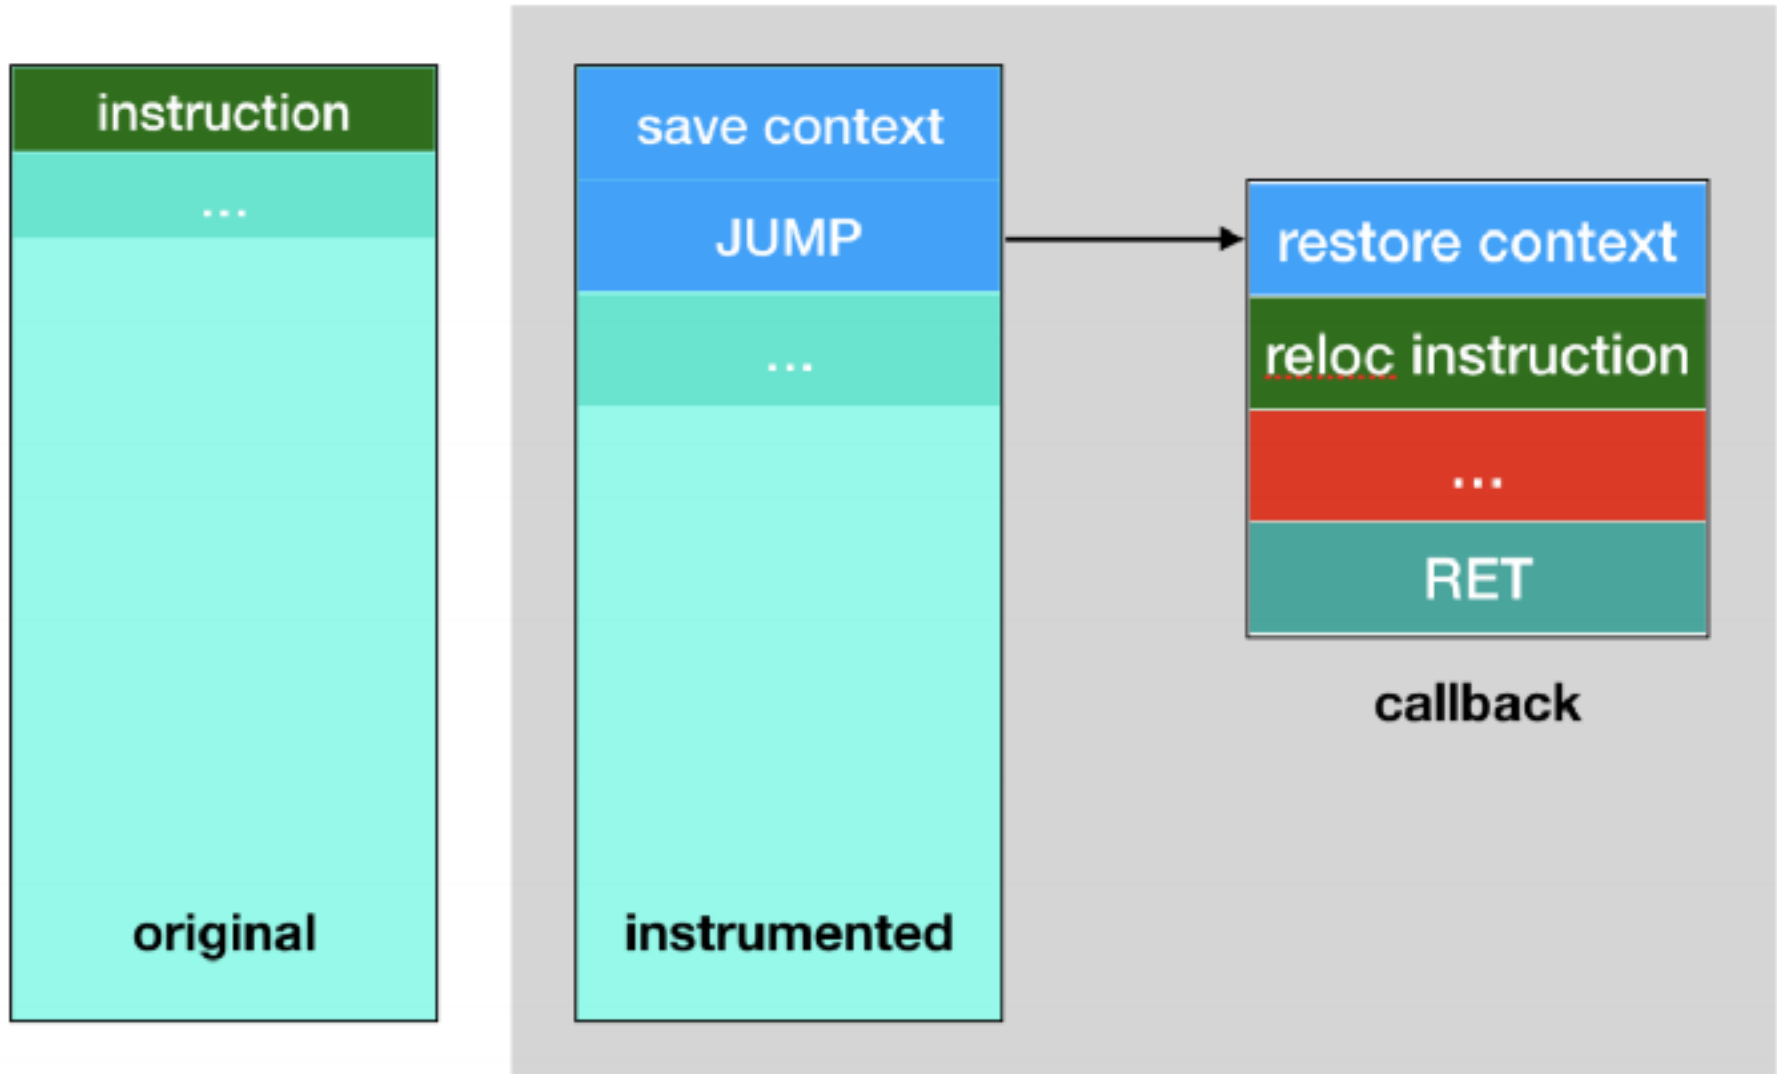 instruction
...
original
save context
JUMP
...
instrumented
restore context
reloc instruction
...
RET
callback